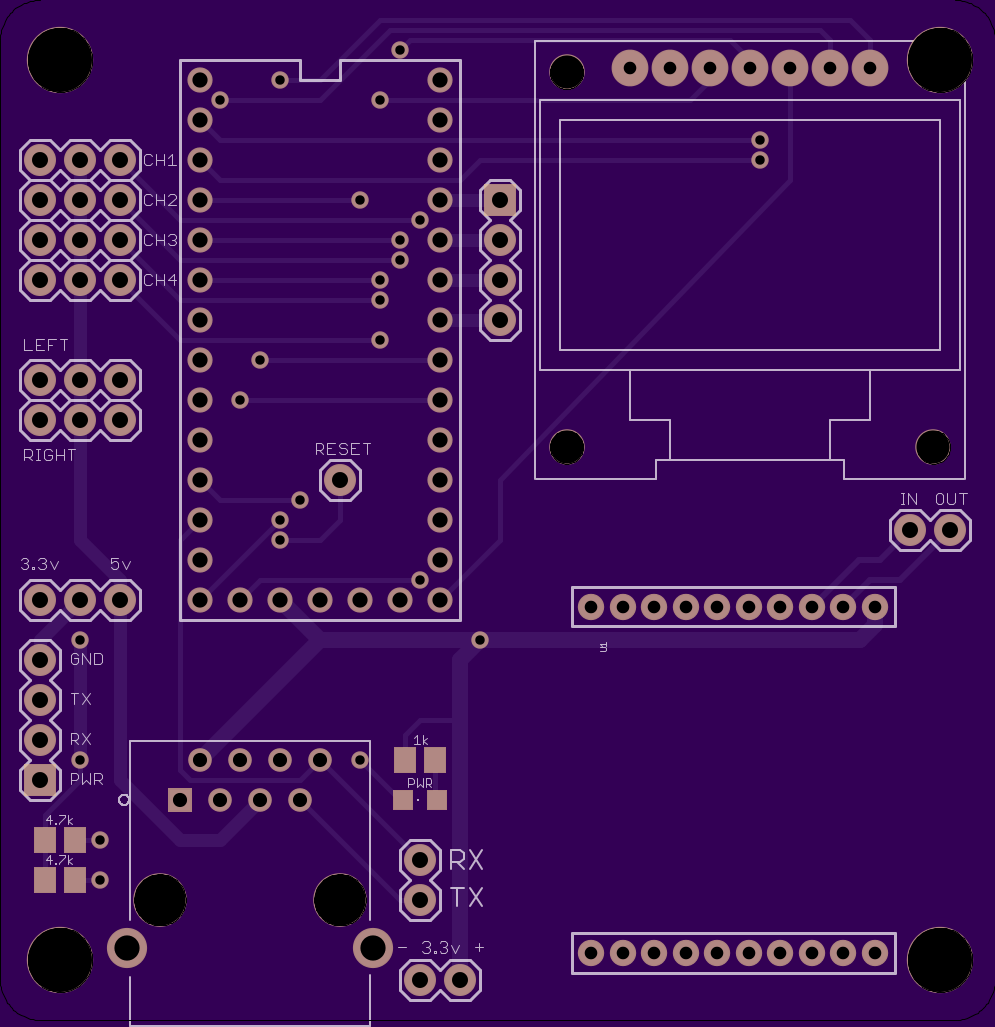 CH1
CH2
CH3
CH4
LEFT
RIGHT
RESET
IN OUT
3.3v 5v
GND
TX
RX
PWR
1k
PWR
4.7k
4.7k
RX
TX
- 3.3v +